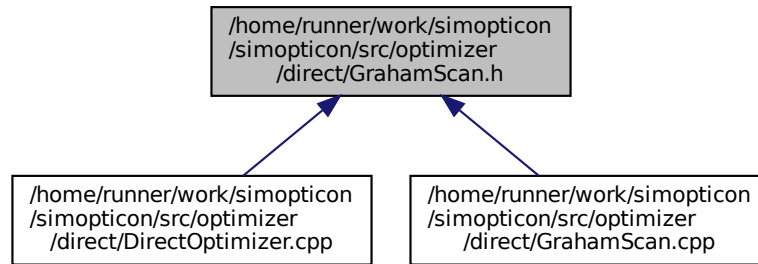 /home/runner/work/simopticon
/simopticon/src/optimizer
/direct/GrahamScan.h
/home/runner/work/simopticon
/simopticon/src/optimizer
/direct/DirectOptimizer.cpp
/home/runner/work/simopticon
/simopticon/src/optimizer
/direct/GrahamScan.cpp